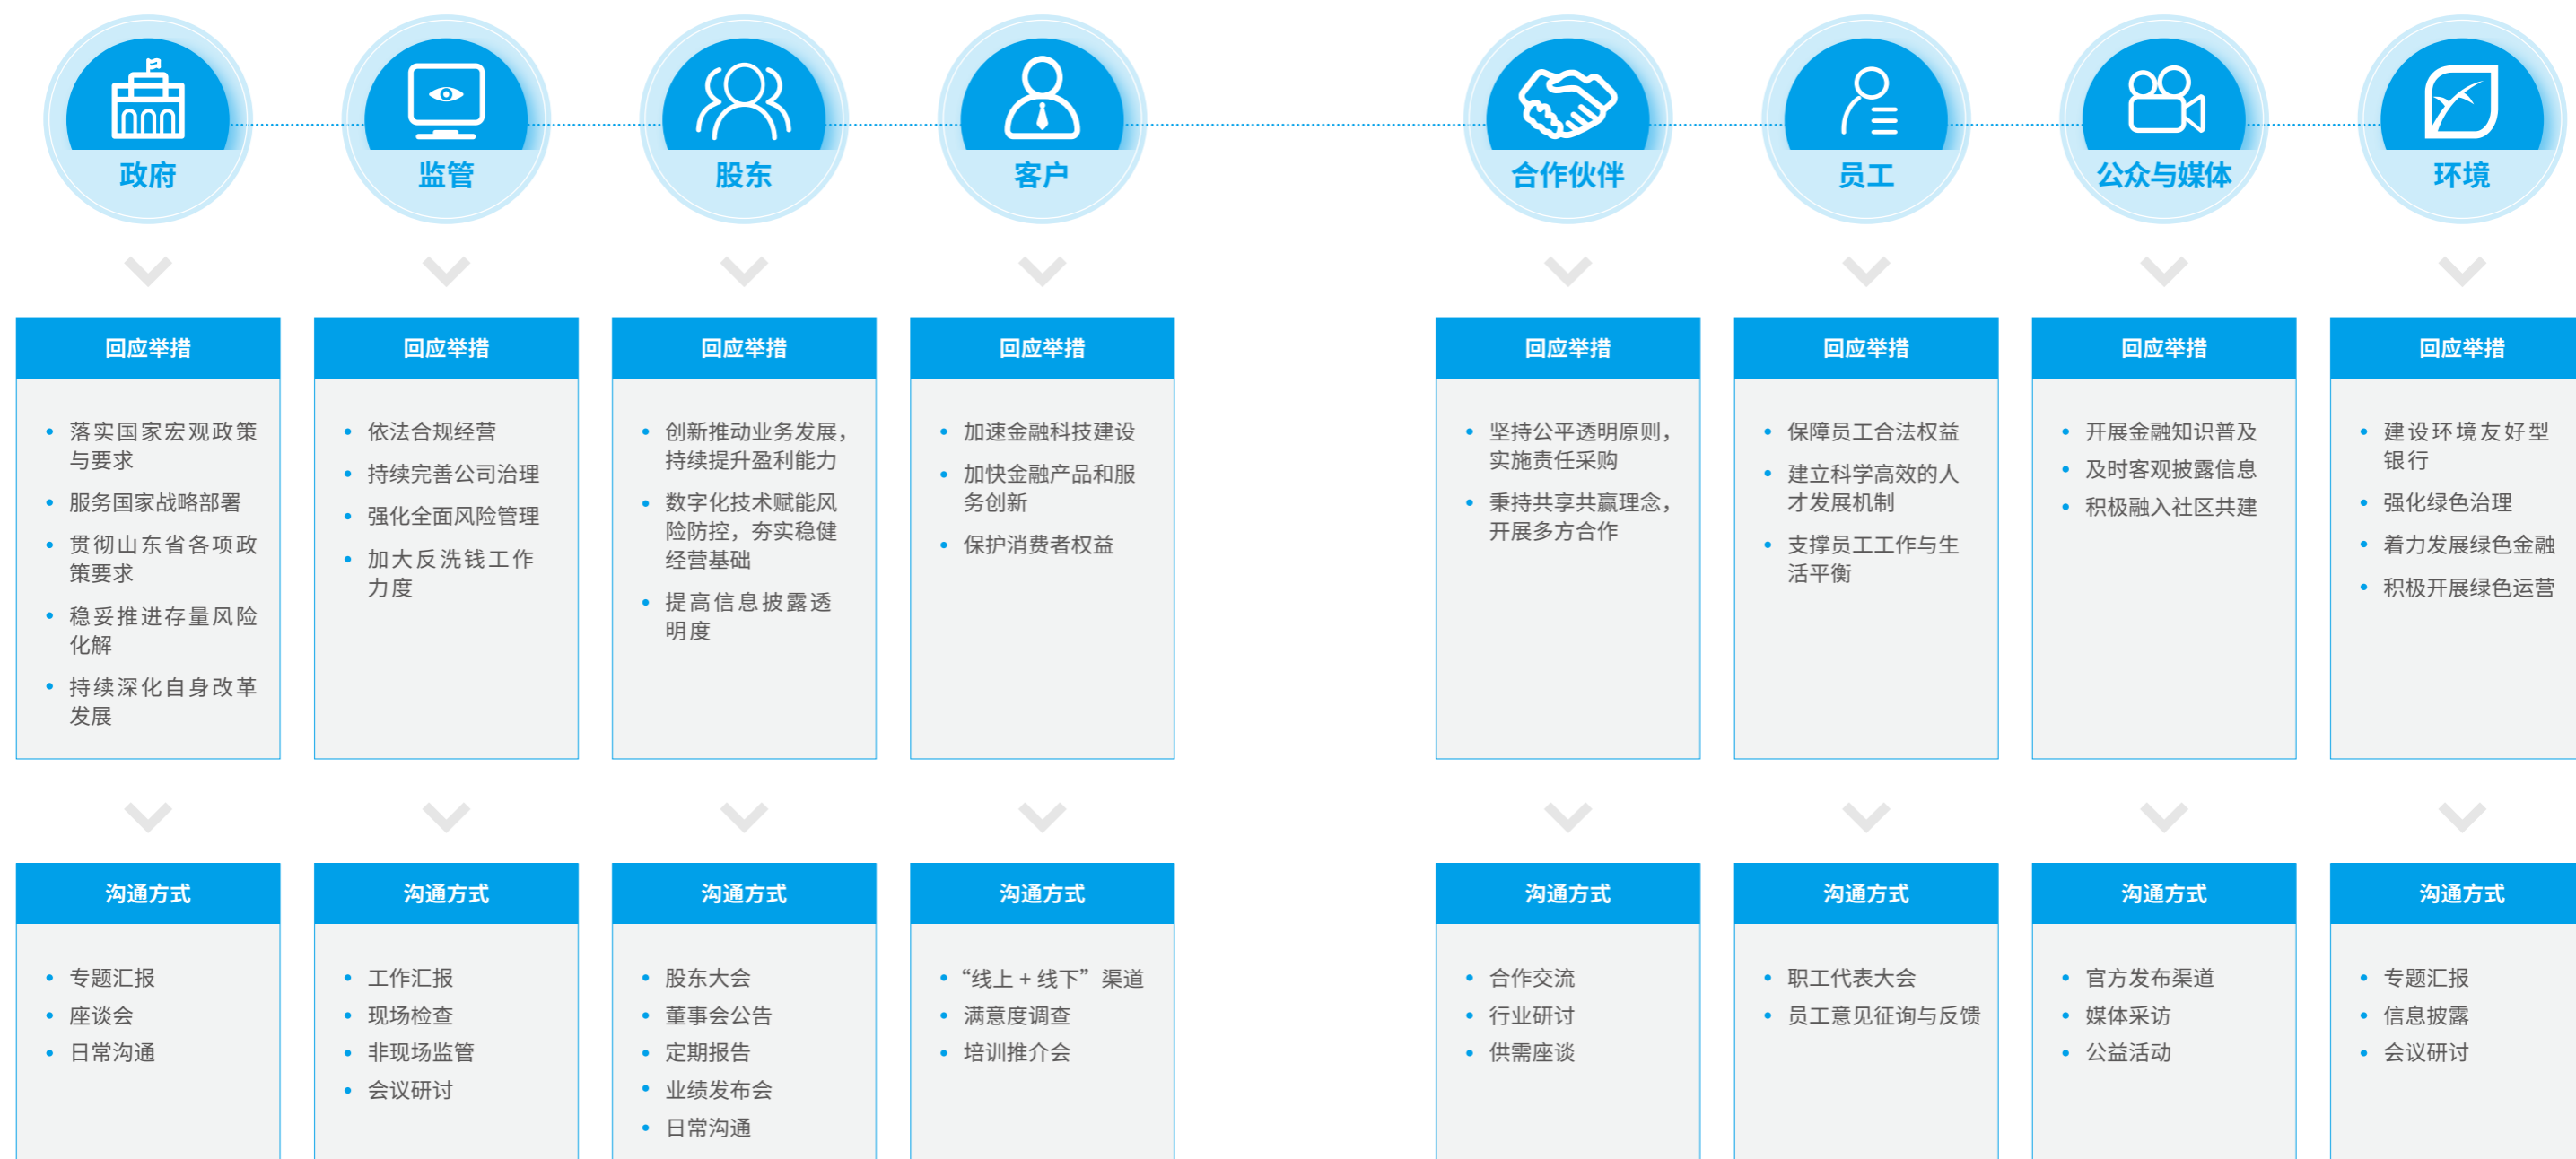 政府
监管
股东
客户
合作伙伴
员工
公众与媒体
环境
回应举措
落实国家宏观政策
与要求
服务国家战略部署
贯彻山东省各项政
策要求
稳妥推进存量风险
化解
持续深化自身改革
发展
回应举措
依法合规经营
持续完善公司治理
强化全面风险管理
加大反洗钱工作
力度
回应举措
创新推动业务发展，
持续提升盈利能力
数字化技术赋能风
险防控，夯实稳健
经营基础
提高信息披露透
明度
回应举措
加速金融科技建设
加快金融产品和服
务创新
保护消费者权益
回应举措
坚持公平透明原则，
实施责任采购
秉持共享共赢理念，
开展多方合作
回应举措
保障员工合法权益
建立科学高效的人
才发展机制
支撑员工工作与生
活平衡
回应举措
开展金融知识普及
及时客观披露信息
积极融入社区共建
回应举措
建设环境友好型
银行
强化绿色治理
着力发展绿色金融
积极开展绿色运营
沟通方式
专题汇报
座谈会
日常沟通
沟通方式
工作汇报
现场检查
非现场监管
会议研讨
沟通方式
股东大会
董事会公告
定期报告
业绩发布会
日常沟通
沟通方式
“线上 + 线下”渠道
满意度调查
培训推介会
沟通方式
合作交流
行业研讨
供需座谈
沟通方式
职工代表大会
员工意见征询与反馈
沟通方式
官方发布渠道
媒体采访
公益活动
沟通方式
专题汇报
信息披露
会议研讨